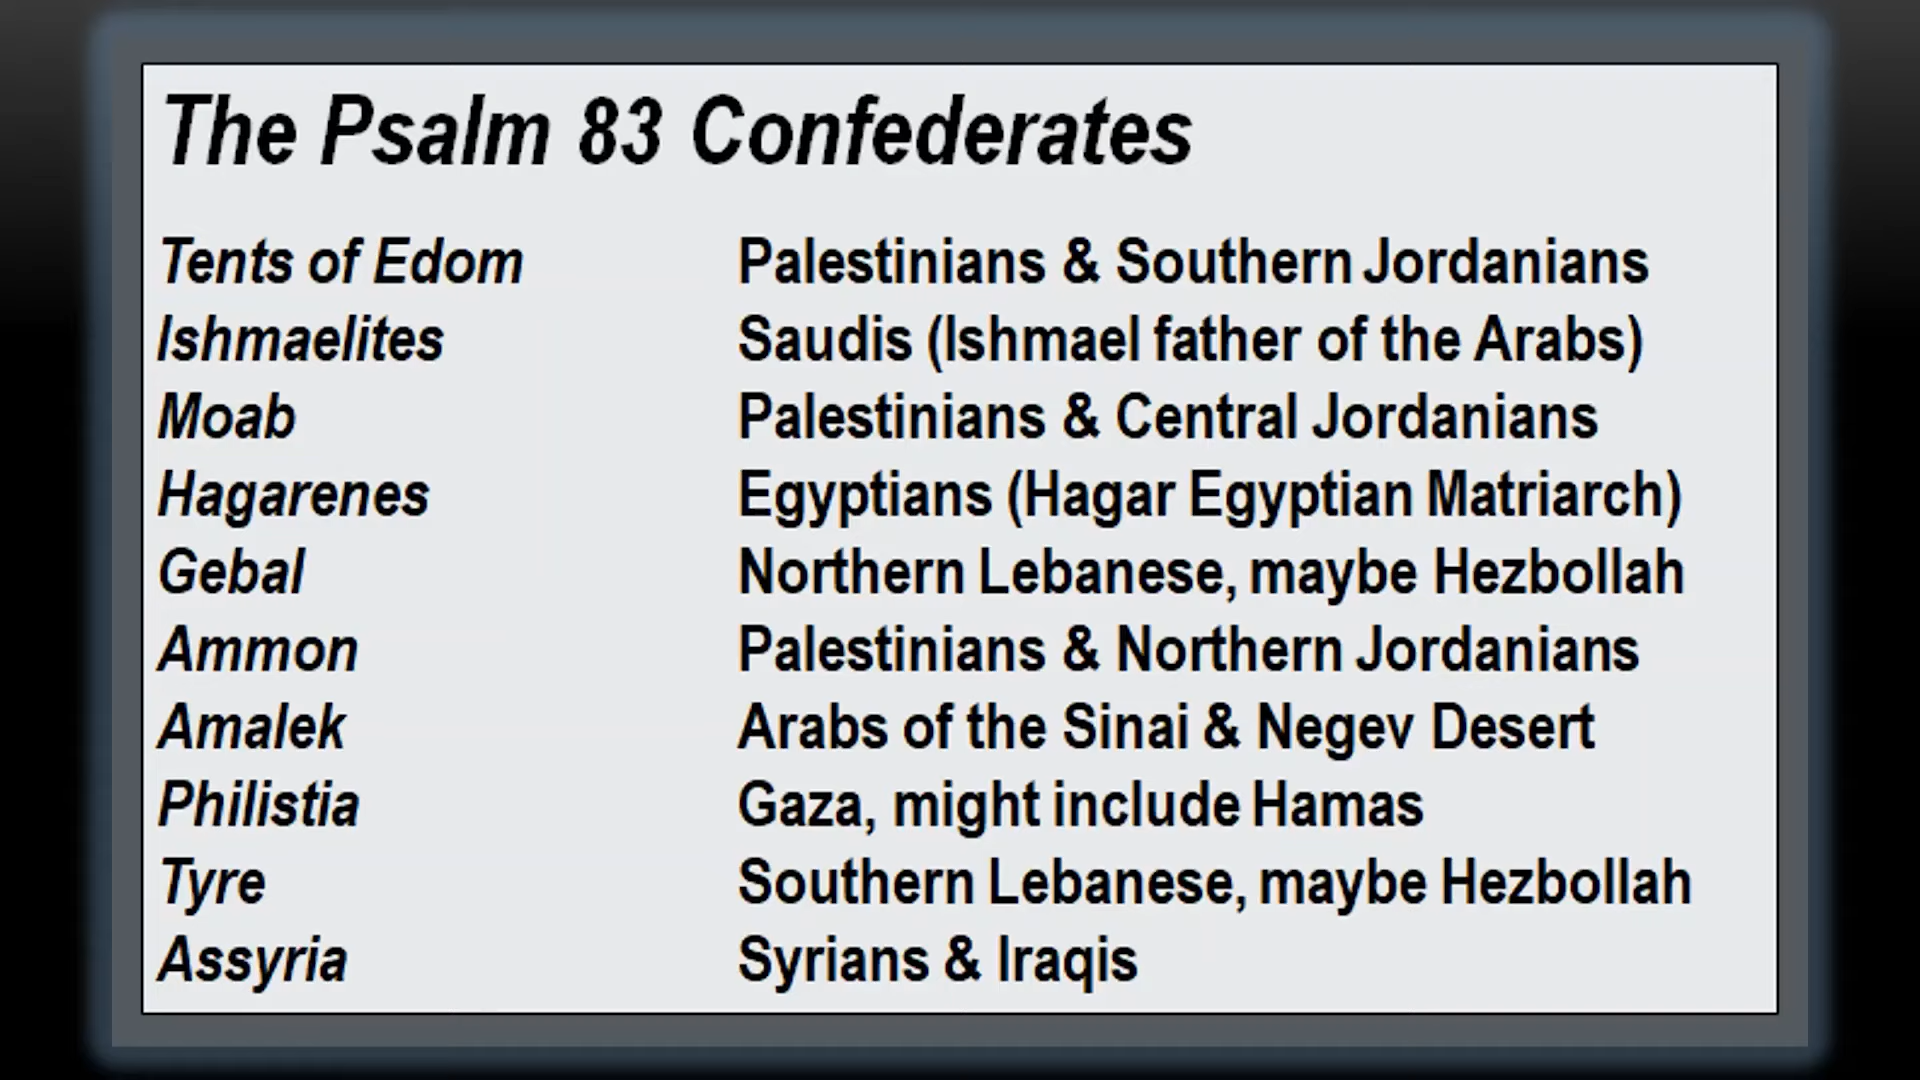 The Psalm 83 Confederates
Tents of Edom Palestinians & Southern Jordanians
Ishmaelites Saudis (Ishmael father of the Arabs)
Moab Palestinians & Central Jordanians
Hagarenes Egyptians (Hagar Egyptian Matriarch)
Gebal Northern Lebanese, maybe Hezbollah
Ammon Palestinians & Northern Jordanians
Amalek Arabs of the Sinai & Negev Desert
Philistia Gaza, might include Hamas
Tyre Southern Lebanese, maybe Hezbollah
Assyria Syrians & Iraqis